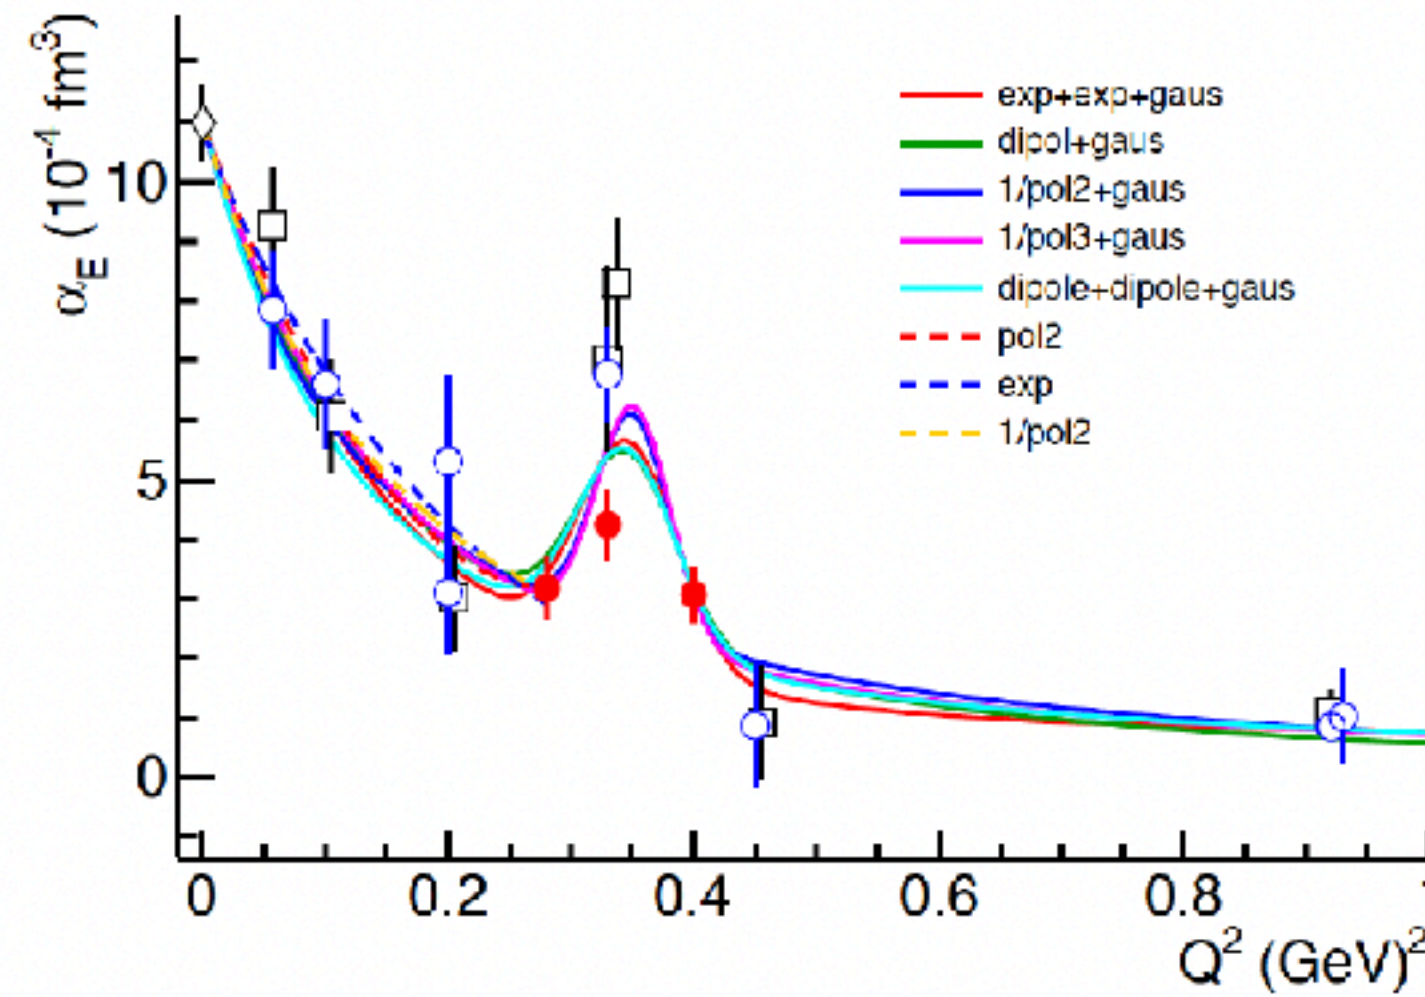 α_E (10^-4 fm^3)
10
5
0
exp+exp+gaus
dipol+gaus
1/pol2+gaus
1/pol3+gaus
dipole+dipole+gaus
pol2
exp
1/pol2
0 0.2 0.4 0.6 0.8
Q^2 (GeV)^2